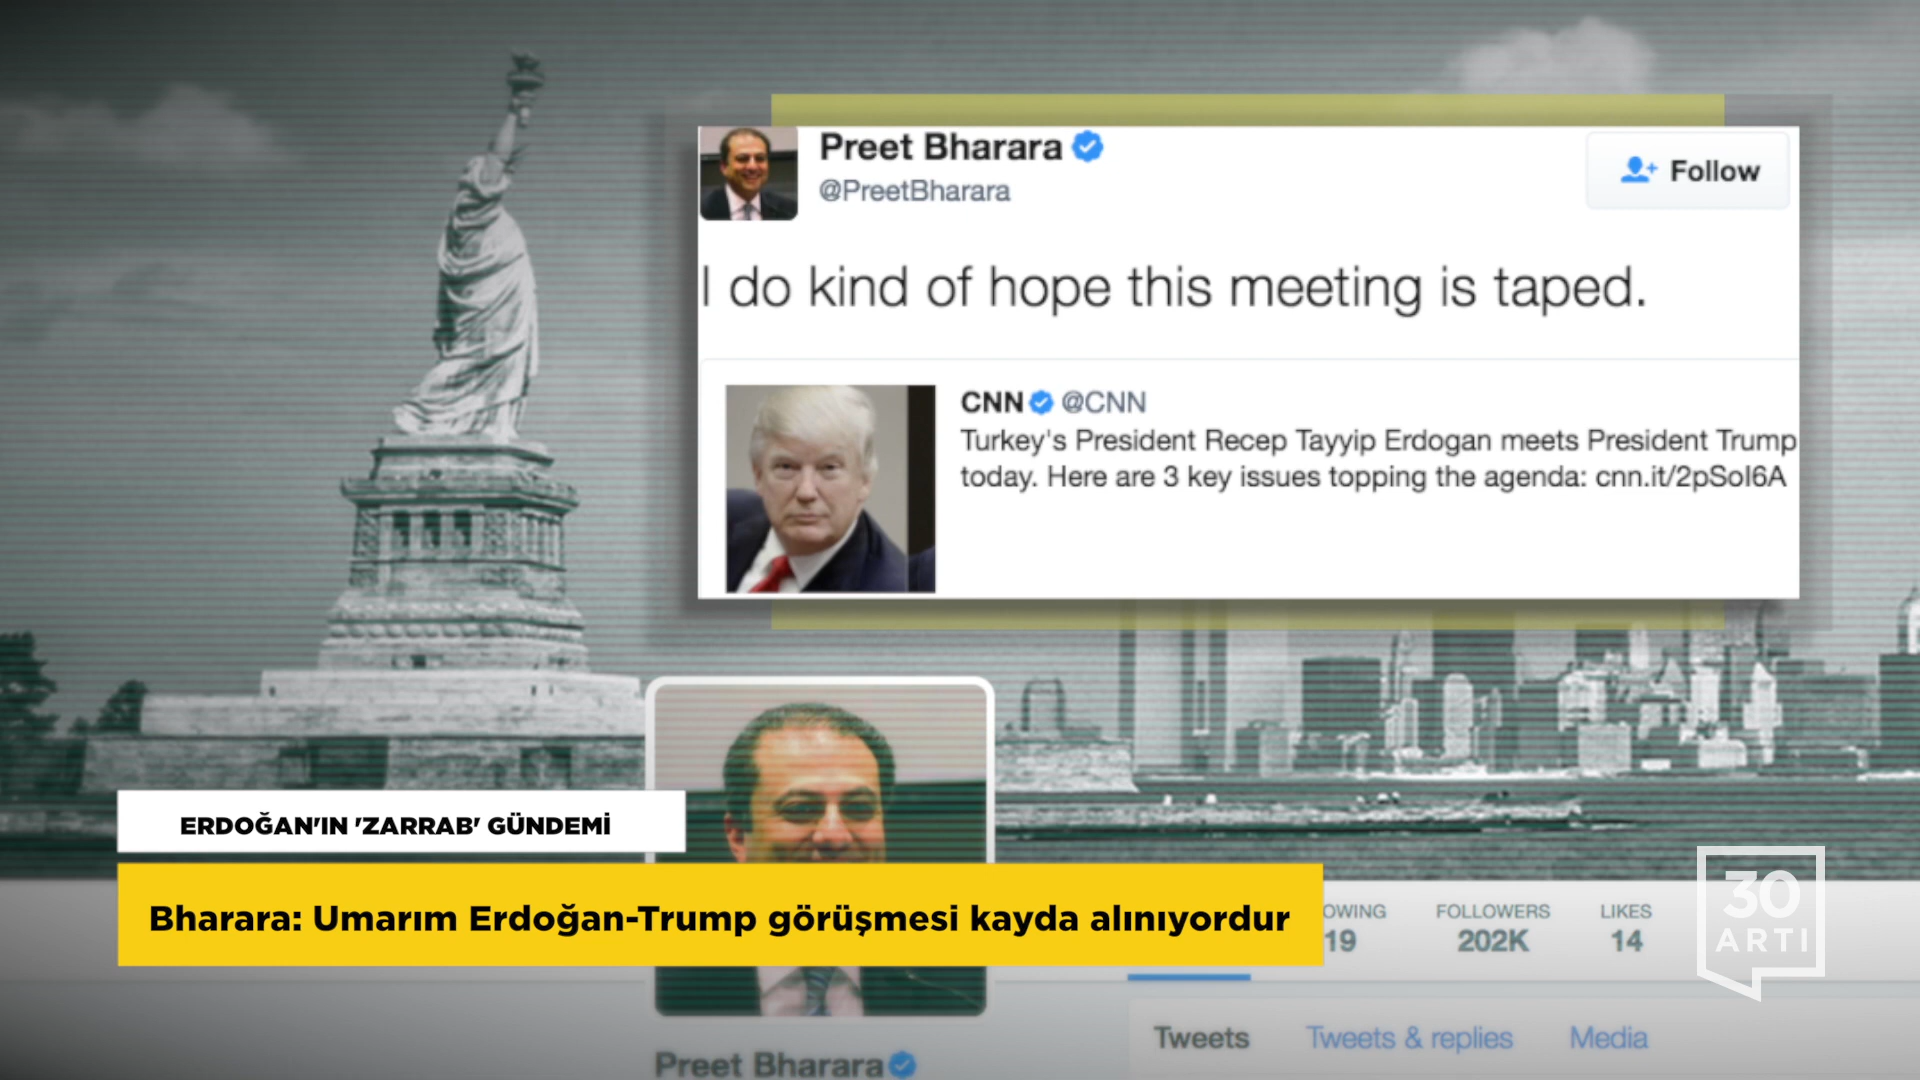 Preet Bharara
@PreetBharara
Follow
I do kind of hope this meeting is taped.
CNN @CNN
Turkey's President Recep Tayyip Erdogan meets President Trump
today. Here are 3 key issues topping the agenda: cnn.it/2pSol6A
ERDOĞAN'IN 'ZARRAB' GÜNDEMİ
Bharara: Umarım Erdoğan-Trump görüşmesi kayda alınıyordur
OWING FOLLOWERS LIKES
19 202K 14
30
ARTI
Tweets Tweets & replies Media
Preet Bharara